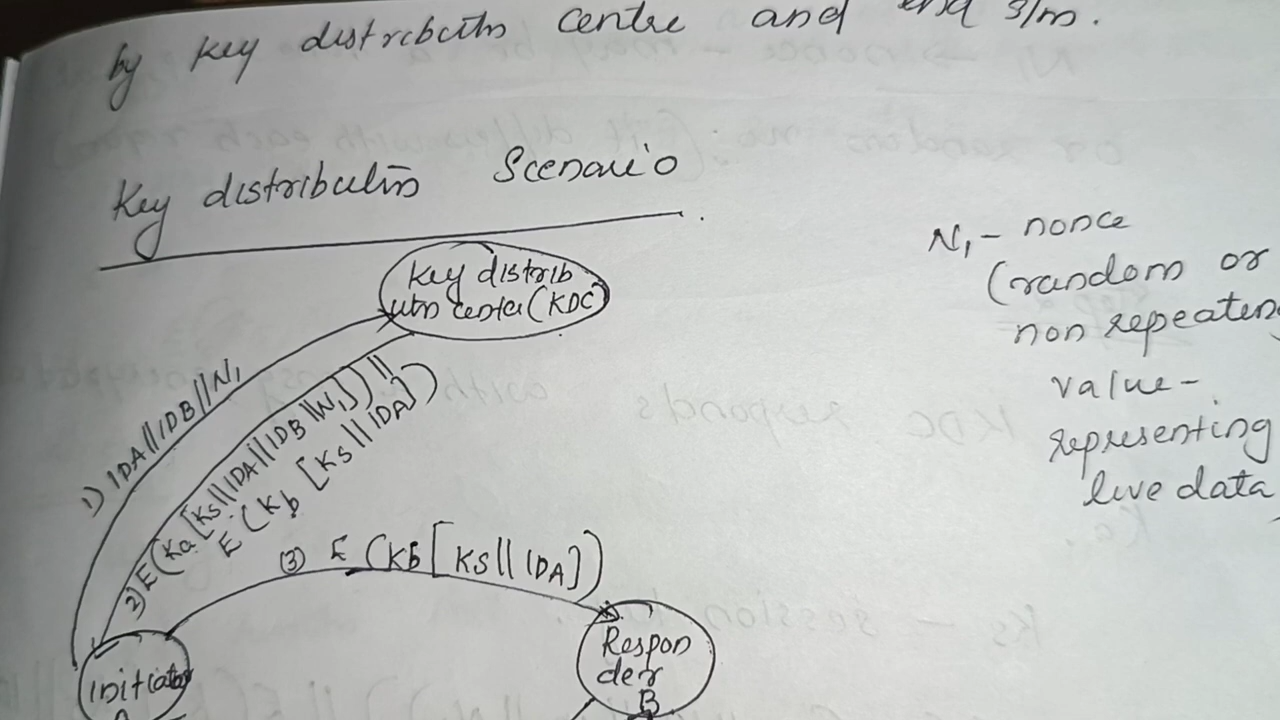 by key distribution centre and end s/m.
Key distribution Scenario
Key distrib
ution center (KDC)
N1 - nonce
(random or
non repeaten
value -
representing
live data
1) IDA || IDB || N1
2) E(Ka [Ks || IDA || IDB || N1]) ||
E (Kb [Ks || IDA])
(3) E (Kb [Ks || IDA])
Initiator
A
Respon
der
B